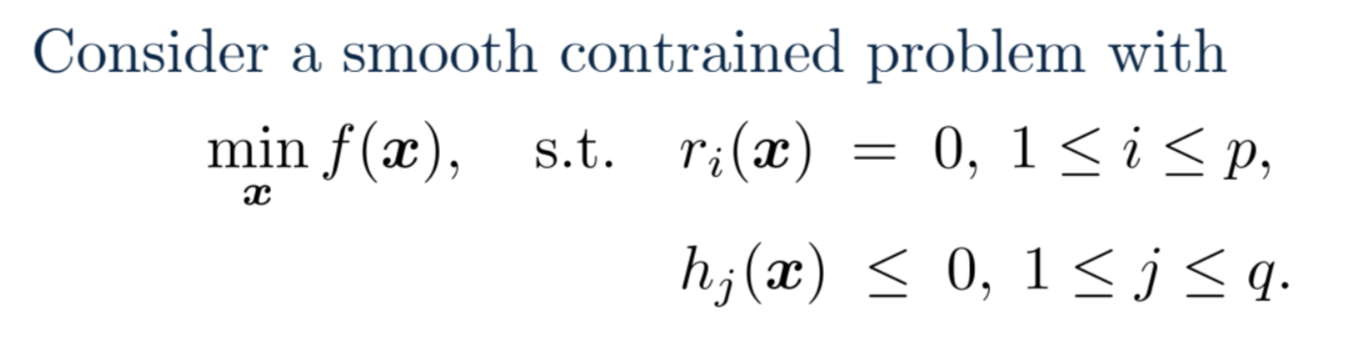 Consider a smooth contrained problem with
min f(x), s.t. r_i(x) = 0, 1 ≤ i ≤ p,
x
h_j(x) ≤ 0, 1 ≤ j ≤ q.